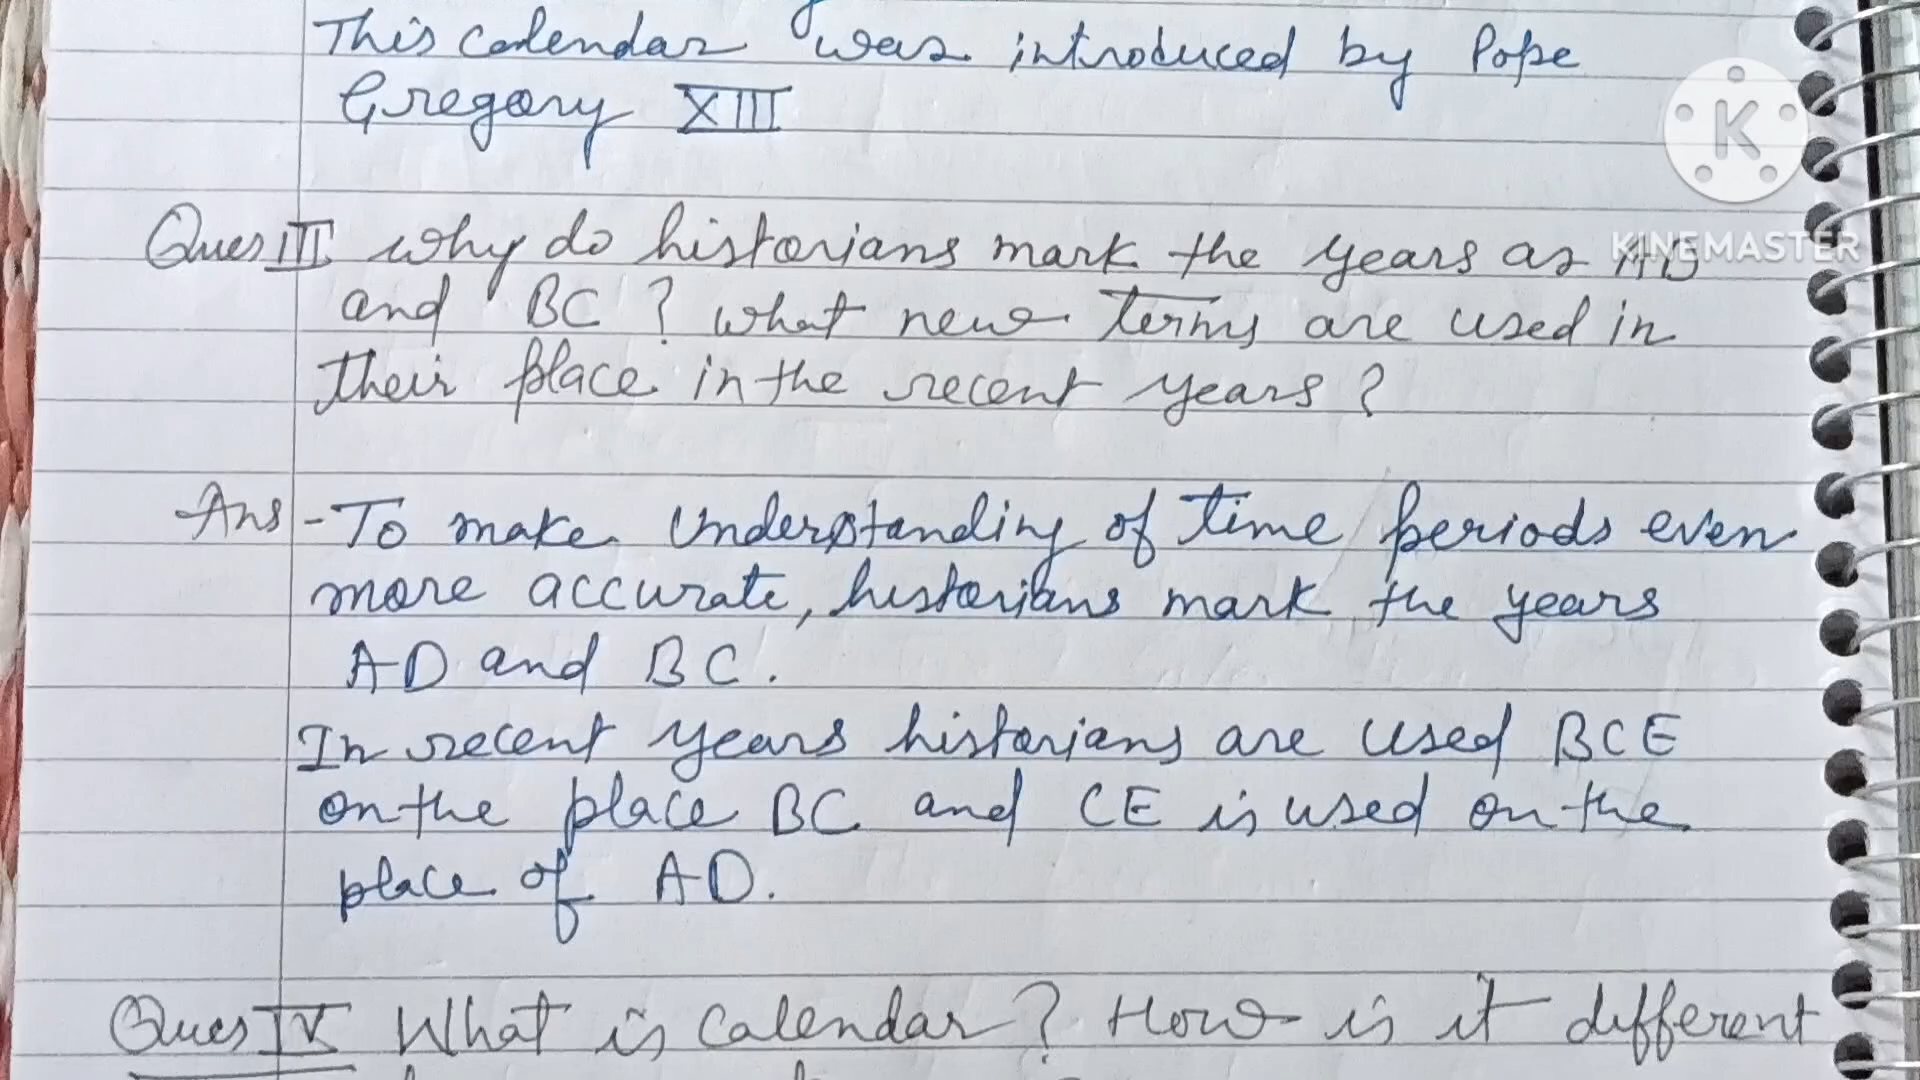 This calendar was introduced by Pope
Gregory XIII
Ques III why do historians mark the years as AD
and BC ? what new terms are used in
their place in the recent years ?
Ans - To make understanding of time periods even
more accurate, historians mark the years
AD and BC .
In recent years historians are used BCE
on the place BC and CE is used on the
place of AD.
Ques IV What is calendar ? How is it different
K
KINEMASTER